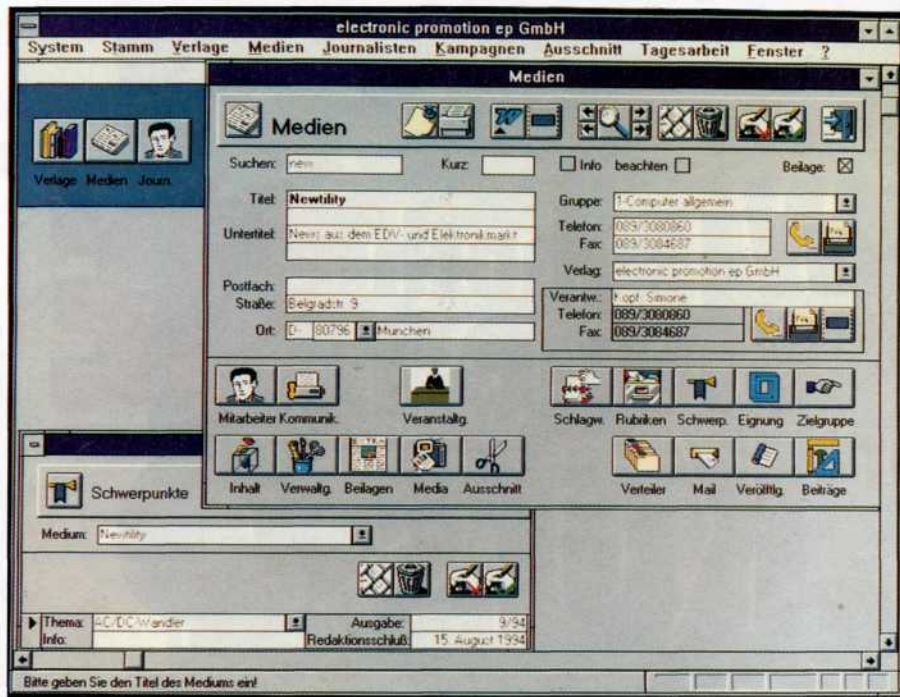 electronic promotion ep GmbH
System Stamm Verlage Medien Journalisten Kampagnen Ausschnitt Tagesarbeit Fenster ?
Medien
Medien
Verlage Medien Journ.
Suchen: new Kurz: Info beachten Beilage:
Titel: Newtility
Untertitel: News aus dem EDV- und Elektronikmarkt
Postfach:
Straße: Belgradstr. 9
Ort: D- 80796 München
Gruppe: 1-Computer allgemein
Telefon: 089/3080860
Fax: 089/3084687
Verlag: electronic promotion ep GmbH
Verantw.: Kopf, Simone
Telefon: 089/3080860
Fax: 089/3084687
Mitarbeiter Kommunik. Veranstaltg. Schlagw. Rubriken Schwerp. Eignung Zielgruppe
Inhalt Verwaltg. Beilagen Media Ausschnitt Verteiler Mail Veröfftlg. Beiträge
Schwerpunkte
Medium: Newtility
Thema: AC/DC-Wandler Ausgabe: 9/94
Info: Redaktionsschluß: 15. August 1994
Bitte geben Sie den Titel des Mediums ein!